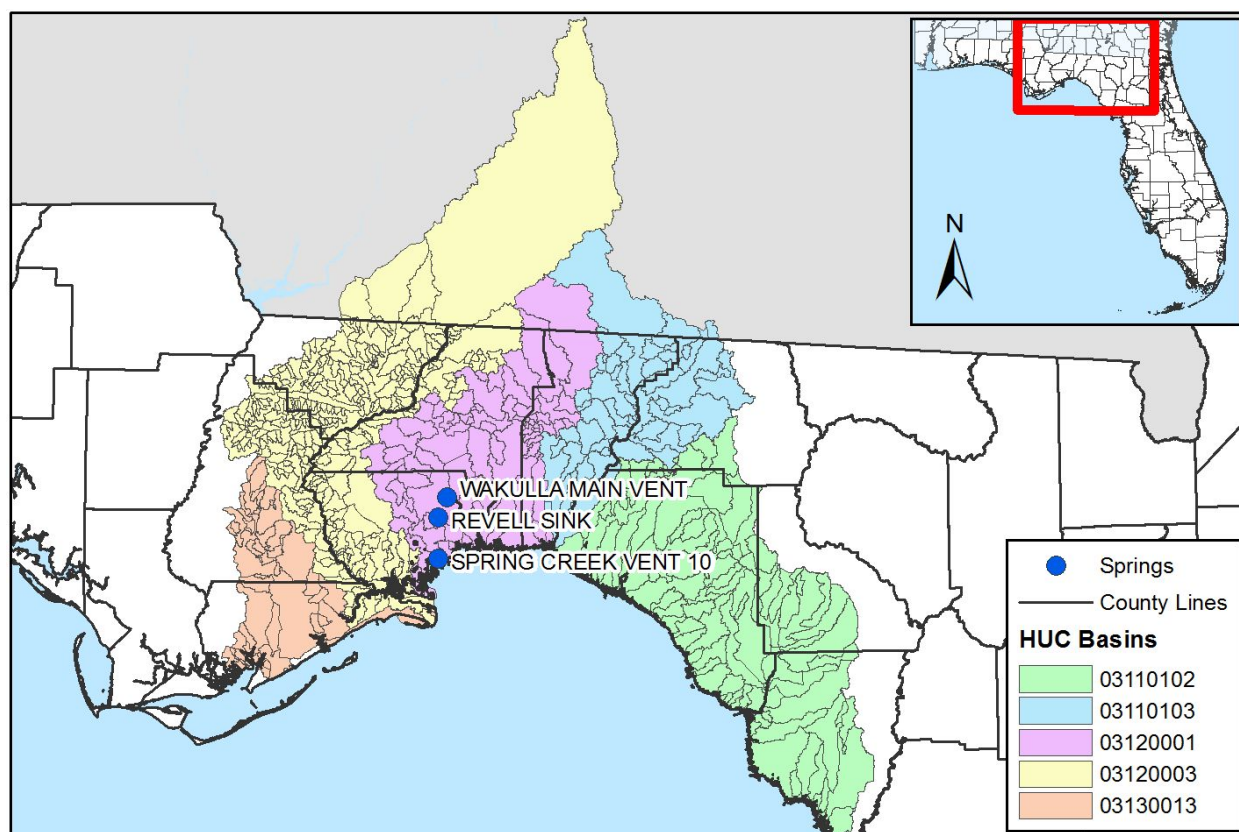 N
WAKULLA MAIN VENT
REVELL SINK
SPRING CREEK VENT 10
Springs
County Lines
HUC Basins
03110102
03110103
03120001
03120003
03130013